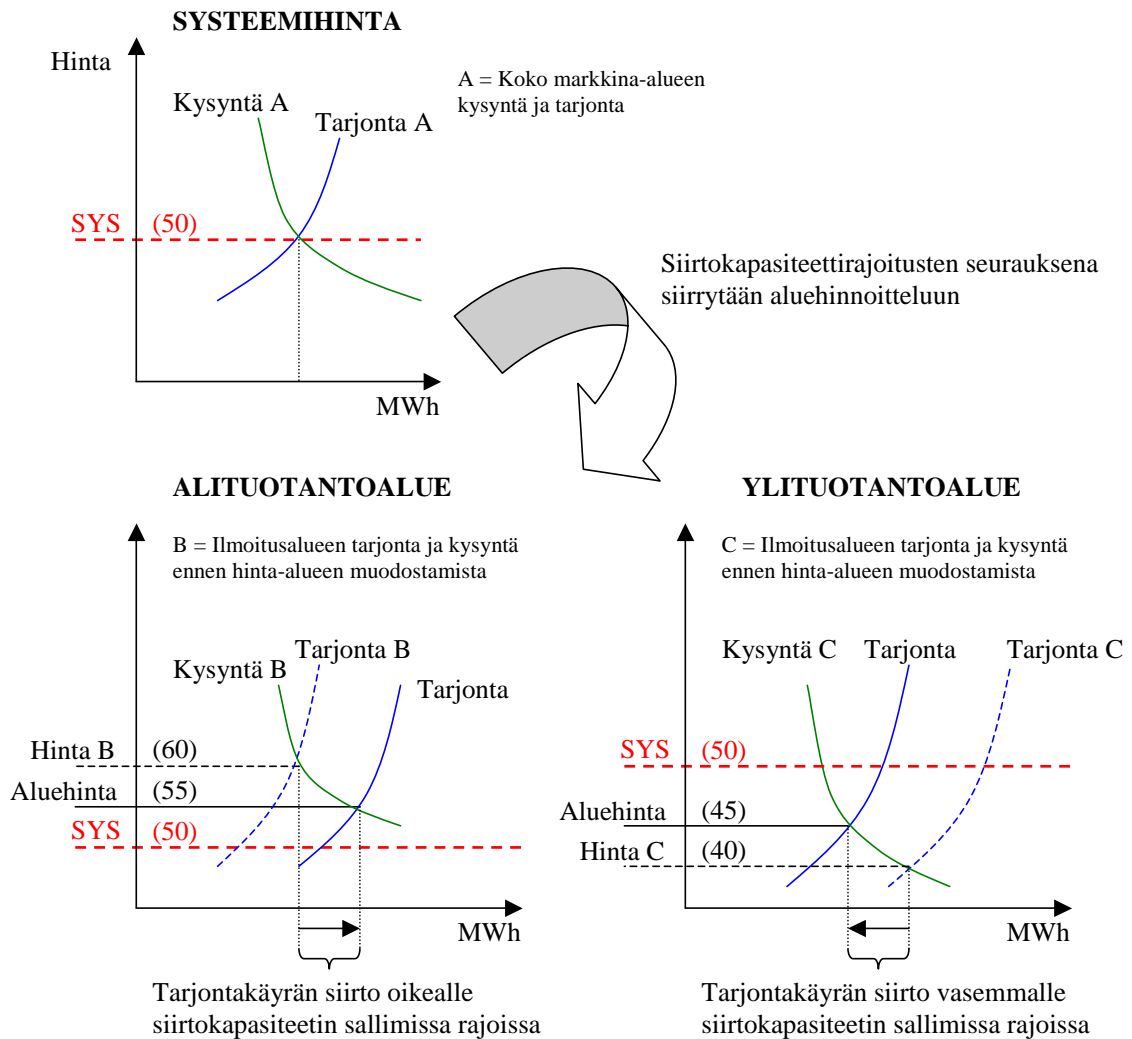 SYSTEEMIHINTA
Hinta
A = Koko markkina-alueen
kysyntä ja tarjonta
Kysyntä A
Tarjonta A
SYS (50)
MWh
Siirtokapasiteettirajoitusten seurauksena
siirrytään aluehinnoitteluun
ALITUOTANTOALUE
B = Ilmoitusalueen tarjonta ja kysyntä
ennen hinta-alueen muodostamista
Tarjonta B
Kysyntä B
Tarjonta
Hinta B (60)
Aluehinta (55)
SYS (50)
MWh
Tarjontakäyrän siirto oikealle
siirtokapasiteetin sallimissa rajoissa
YLITUOTANTOALUE
C = Ilmoitusalueen tarjonta ja kysyntä
ennen hinta-alueen muodostamista
Kysyntä C
Tarjonta
Tarjonta C
SYS (50)
Aluehinta (45)
Hinta C (40)
MWh
Tarjontakäyrän siirto vasemmalle
siirtokapasiteetin sallimissa rajoissa